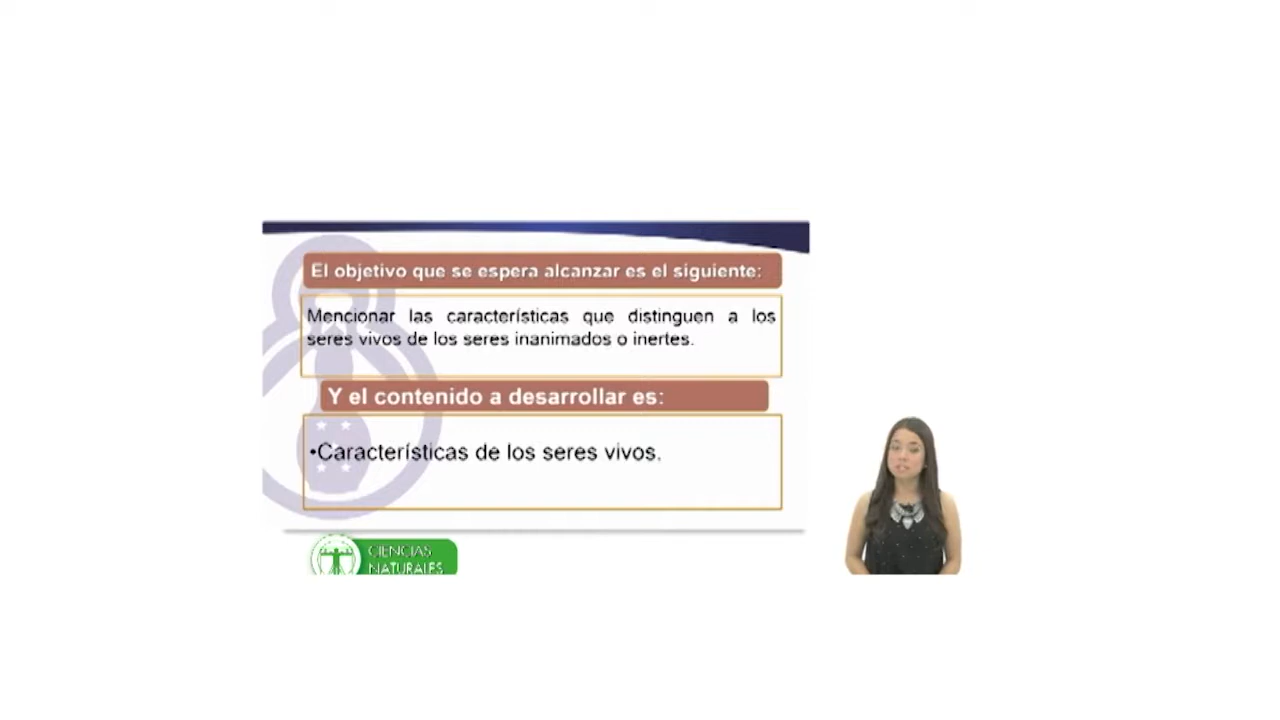 El objetivo que se espera alcanzar es el siguiente:
Mencionar las características que distinguen a los
seres vivos de los seres inanimados o inertes.
Y el contenido a desarrollar es:
•Características de los seres vivos.
CIENCIAS
NATURALES